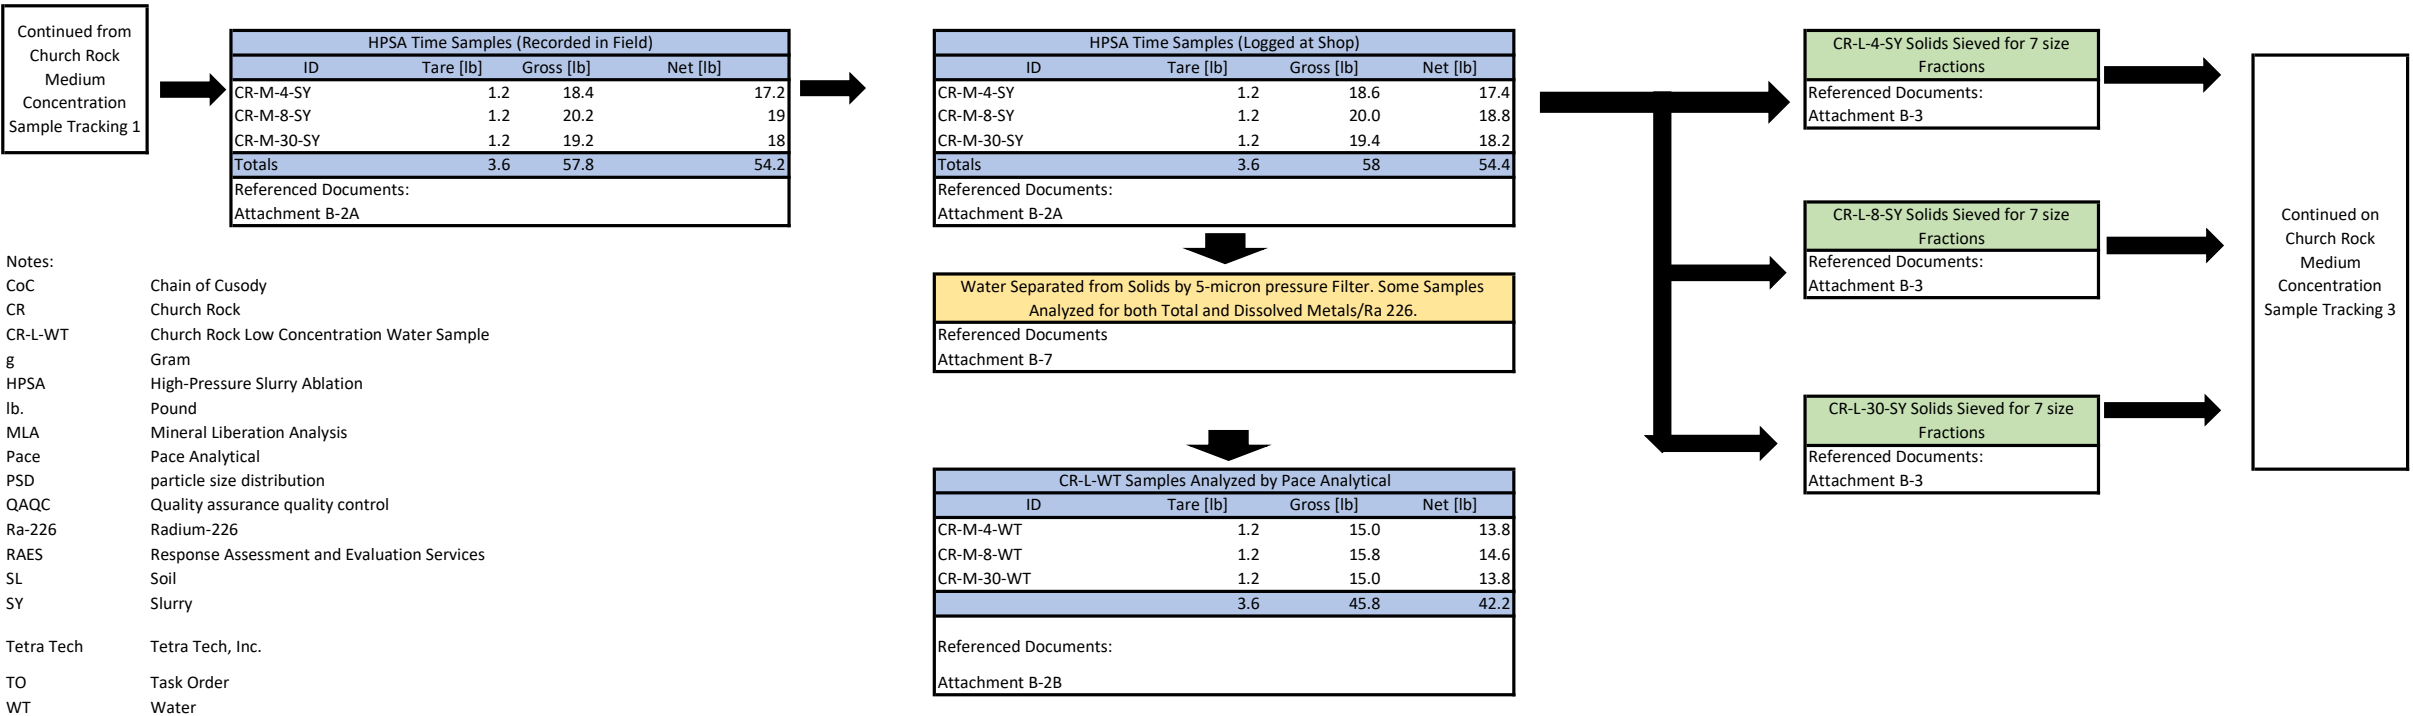 Continued from
Church Rock
Medium
Concentration
Sample Tracking 1
HPSA Time Samples (Recorded in Field)
ID Tare [lb] Gross [lb] Net [lb]
CR-M-4-SY 1.2 18.4 17.2
CR-M-8-SY 1.2 20.2 19
CR-M-30-SY 1.2 19.2 18
Totals 3.6 57.8 54.2
Referenced Documents:
Attachment B-2A
HPSA Time Samples (Logged at Shop)
ID Tare [lb] Gross [lb] Net [lb]
CR-M-4-SY 1.2 18.6 17.4
CR-M-8-SY 1.2 20.0 18.8
CR-M-30-SY 1.2 19.4 18.2
Totals 3.6 58 54.4
Referenced Documents:
Attachment B-2A
Water Separated from Solids by 5-micron pressure Filter. Some Samples
Analyzed for both Total and Dissolved Metals/Ra 226.
Referenced Documents
Attachment B-7
CR-L-WT Samples Analyzed by Pace Analytical
ID Tare [lb] Gross [lb] Net [lb]
CR-M-4-WT 1.2 15.0 13.8
CR-M-8-WT 1.2 15.8 14.6
CR-M-30-WT 1.2 15.0 13.8
3.6 45.8 42.2
Referenced Documents:
Attachment B-2B
CR-L-4-SY Solids Sieved for 7 size
Fractions
Referenced Documents:
Attachment B-3
CR-L-8-SY Solids Sieved for 7 size
Fractions
Referenced Documents:
Attachment B-3
CR-L-30-SY Solids Sieved for 7 size
Fractions
Referenced Documents:
Attachment B-3
Continued on
Church Rock
Medium
Concentration
Sample Tracking 3
Notes:
CoC Chain of Cusody
CR Church Rock
CR-L-WT Church Rock Low Concentration Water Sample
g Gram
HPSA High-Pressure Slurry Ablation
lb. Pound
MLA Mineral Liberation Analysis
Pace Pace Analytical
PSD particle size distribution
QAQC Quality assurance quality control
Ra-226 Radium-226
RAES Response Assessment and Evaluation Services
SL Soil
SY Slurry
Tetra Tech Tetra Tech, Inc.
TO Task Order
WT Water